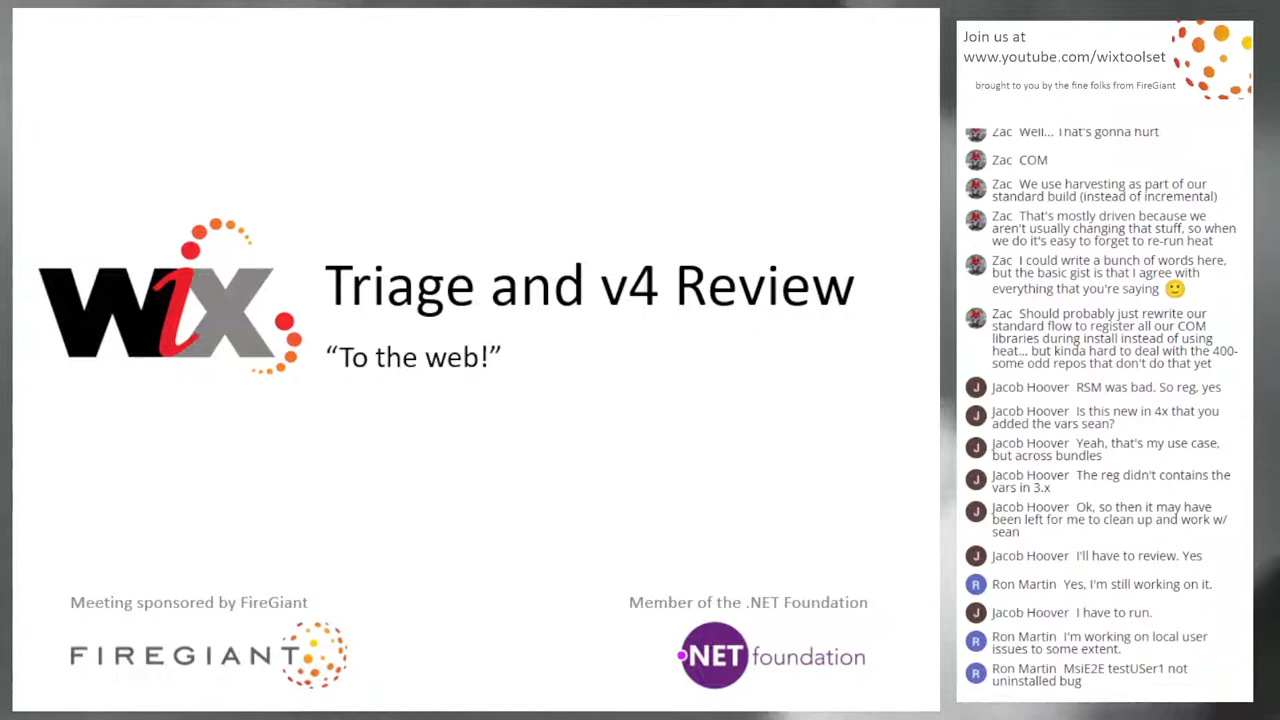 WiX
Triage and v4 Review
“To the web!”
Meeting sponsored by FireGiant
FIREGIANT
Member of the .NET Foundation
.NET foundation
Join us at
www.youtube.com/wixtoolset
brought to you by the fine folks from FireGiant
Zac Well... That's gonna hurt
Zac COM
Zac We use harvesting as part of our
standard build (instead of incremental)
Zac That's mostly driven because we
aren't usually changing that stuff, so when
we do it's easy to forget to re-run heat
Zac I could write a bunch of words here,
but the basic gist is that I agree with
everything that you're saying 🙂
Zac Should probably just rewrite our
standard flow to register all our COM
libraries during install instead of using
heat... but kinda hard to deal with the 400-
some odd repos that don't do that yet
J Jacob Hoover RSM was bad. So reg, yes
J Jacob Hoover Is this new in 4x that you
added the vars sean?
J Jacob Hoover Yeah, that's my use case,
but across bundles
J Jacob Hoover The reg didn't contains the
vars in 3.x
J Jacob Hoover Ok, so then it may have
been left for me to clean up and work w/
sean
J Jacob Hoover I'll have to review. Yes
R Ron Martin Yes, I'm still working on it.
J Jacob Hoover I have to run.
R Ron Martin I'm working on local user
issues to some extent.
R Ron Martin MsiE2E testUSer1 not
uninstalled bug